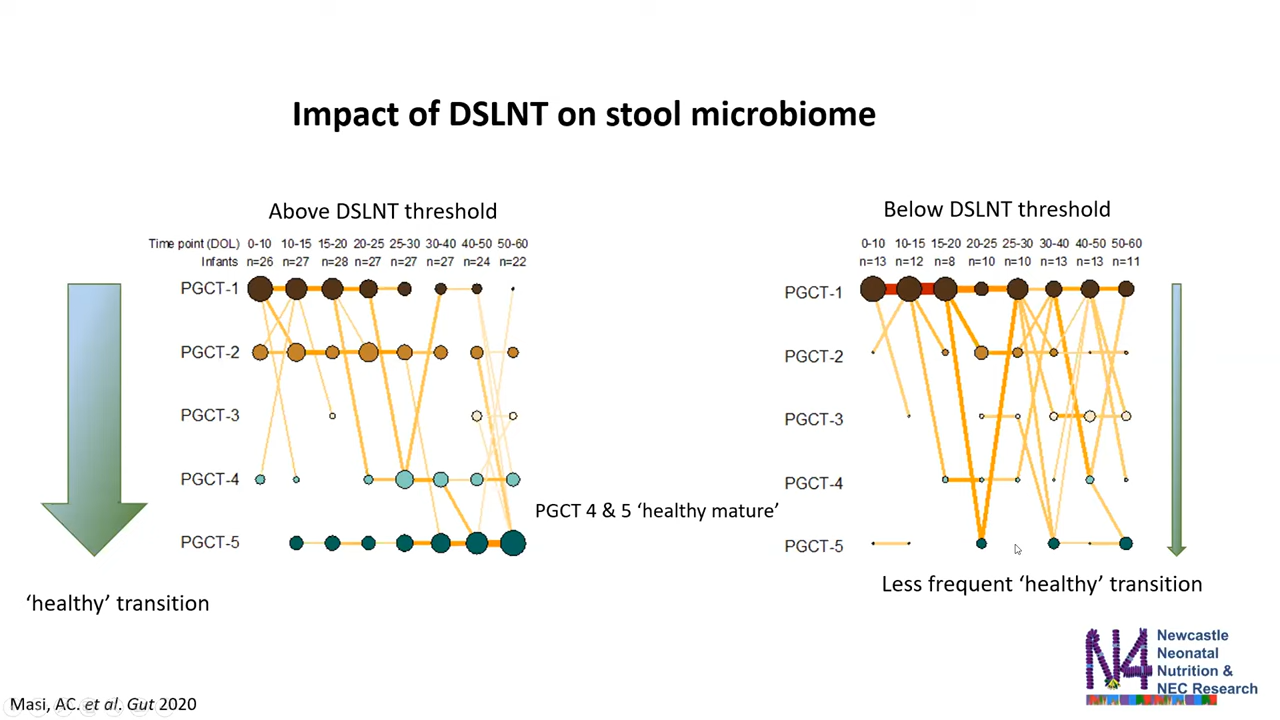 Impact of DSLNT on stool microbiome
Above DSLNT threshold
Time point (DOL) 0-10 10-15 15-20 20-25 25-30 30-40 40-50 50-60
Infants n=26 n=27 n=28 n=27 n=27 n=27 n=24 n=22
PGCT-1
PGCT-2
PGCT-3
PGCT-4
PGCT-5
'healthy' transition
PGCT 4 & 5 'healthy mature'
Below DSLNT threshold
0-10 10-15 15-20 20-25 25-30 30-40 40-50 50-60
n=13 n=12 n=8 n=10 n=10 n=13 n=13 n=11
PGCT-1
PGCT-2
PGCT-3
PGCT-4
PGCT-5
Less frequent 'healthy' transition
N4
Newcastle
Neonatal
Nutrition &
NEC Research
Masi, AC. et al. Gut 2020